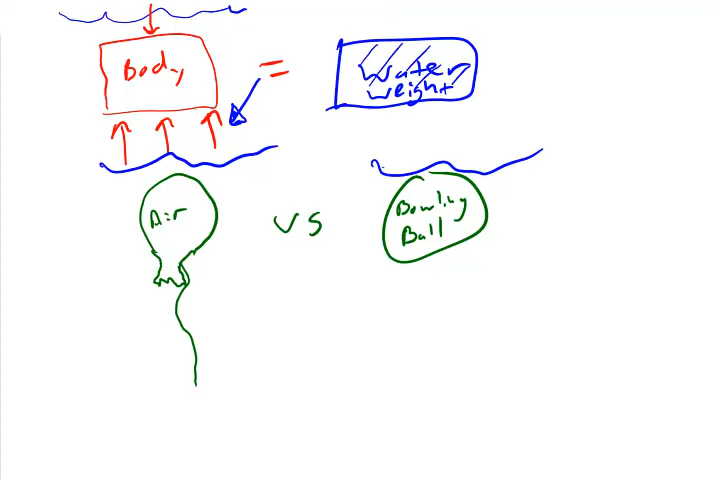 Body
=
Water
weight
Air
vs
Bowling
Ball